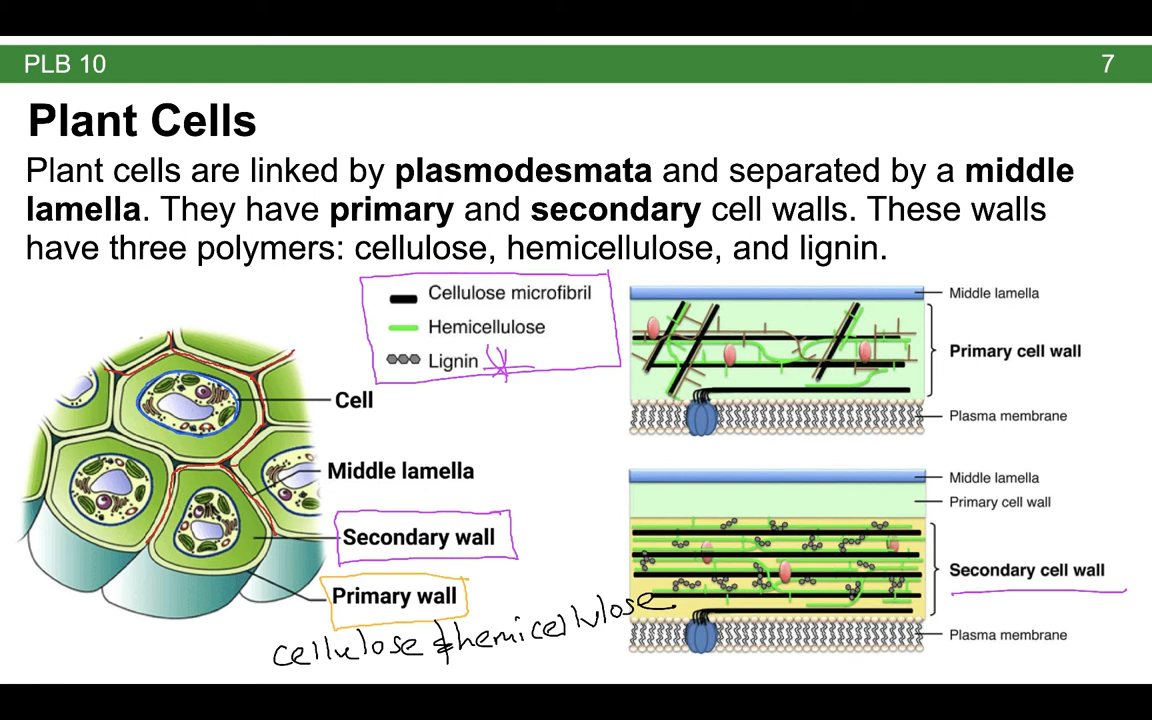 PLB 10
7
Plant Cells
Plant cells are linked by plasmodesmata and separated by a middle
lamella. They have primary and secondary cell walls. These walls
have three polymers: cellulose, hemicellulose, and lignin.
Cellulose microfibril
Hemicellulose
Lignin
Cell
Middle lamella
Secondary wall
Primary wall
cellulose & hemicellulose
Middle lamella
Primary cell wall
Plasma membrane
Middle lamella
Primary cell wall
Secondary cell wall
Plasma membrane